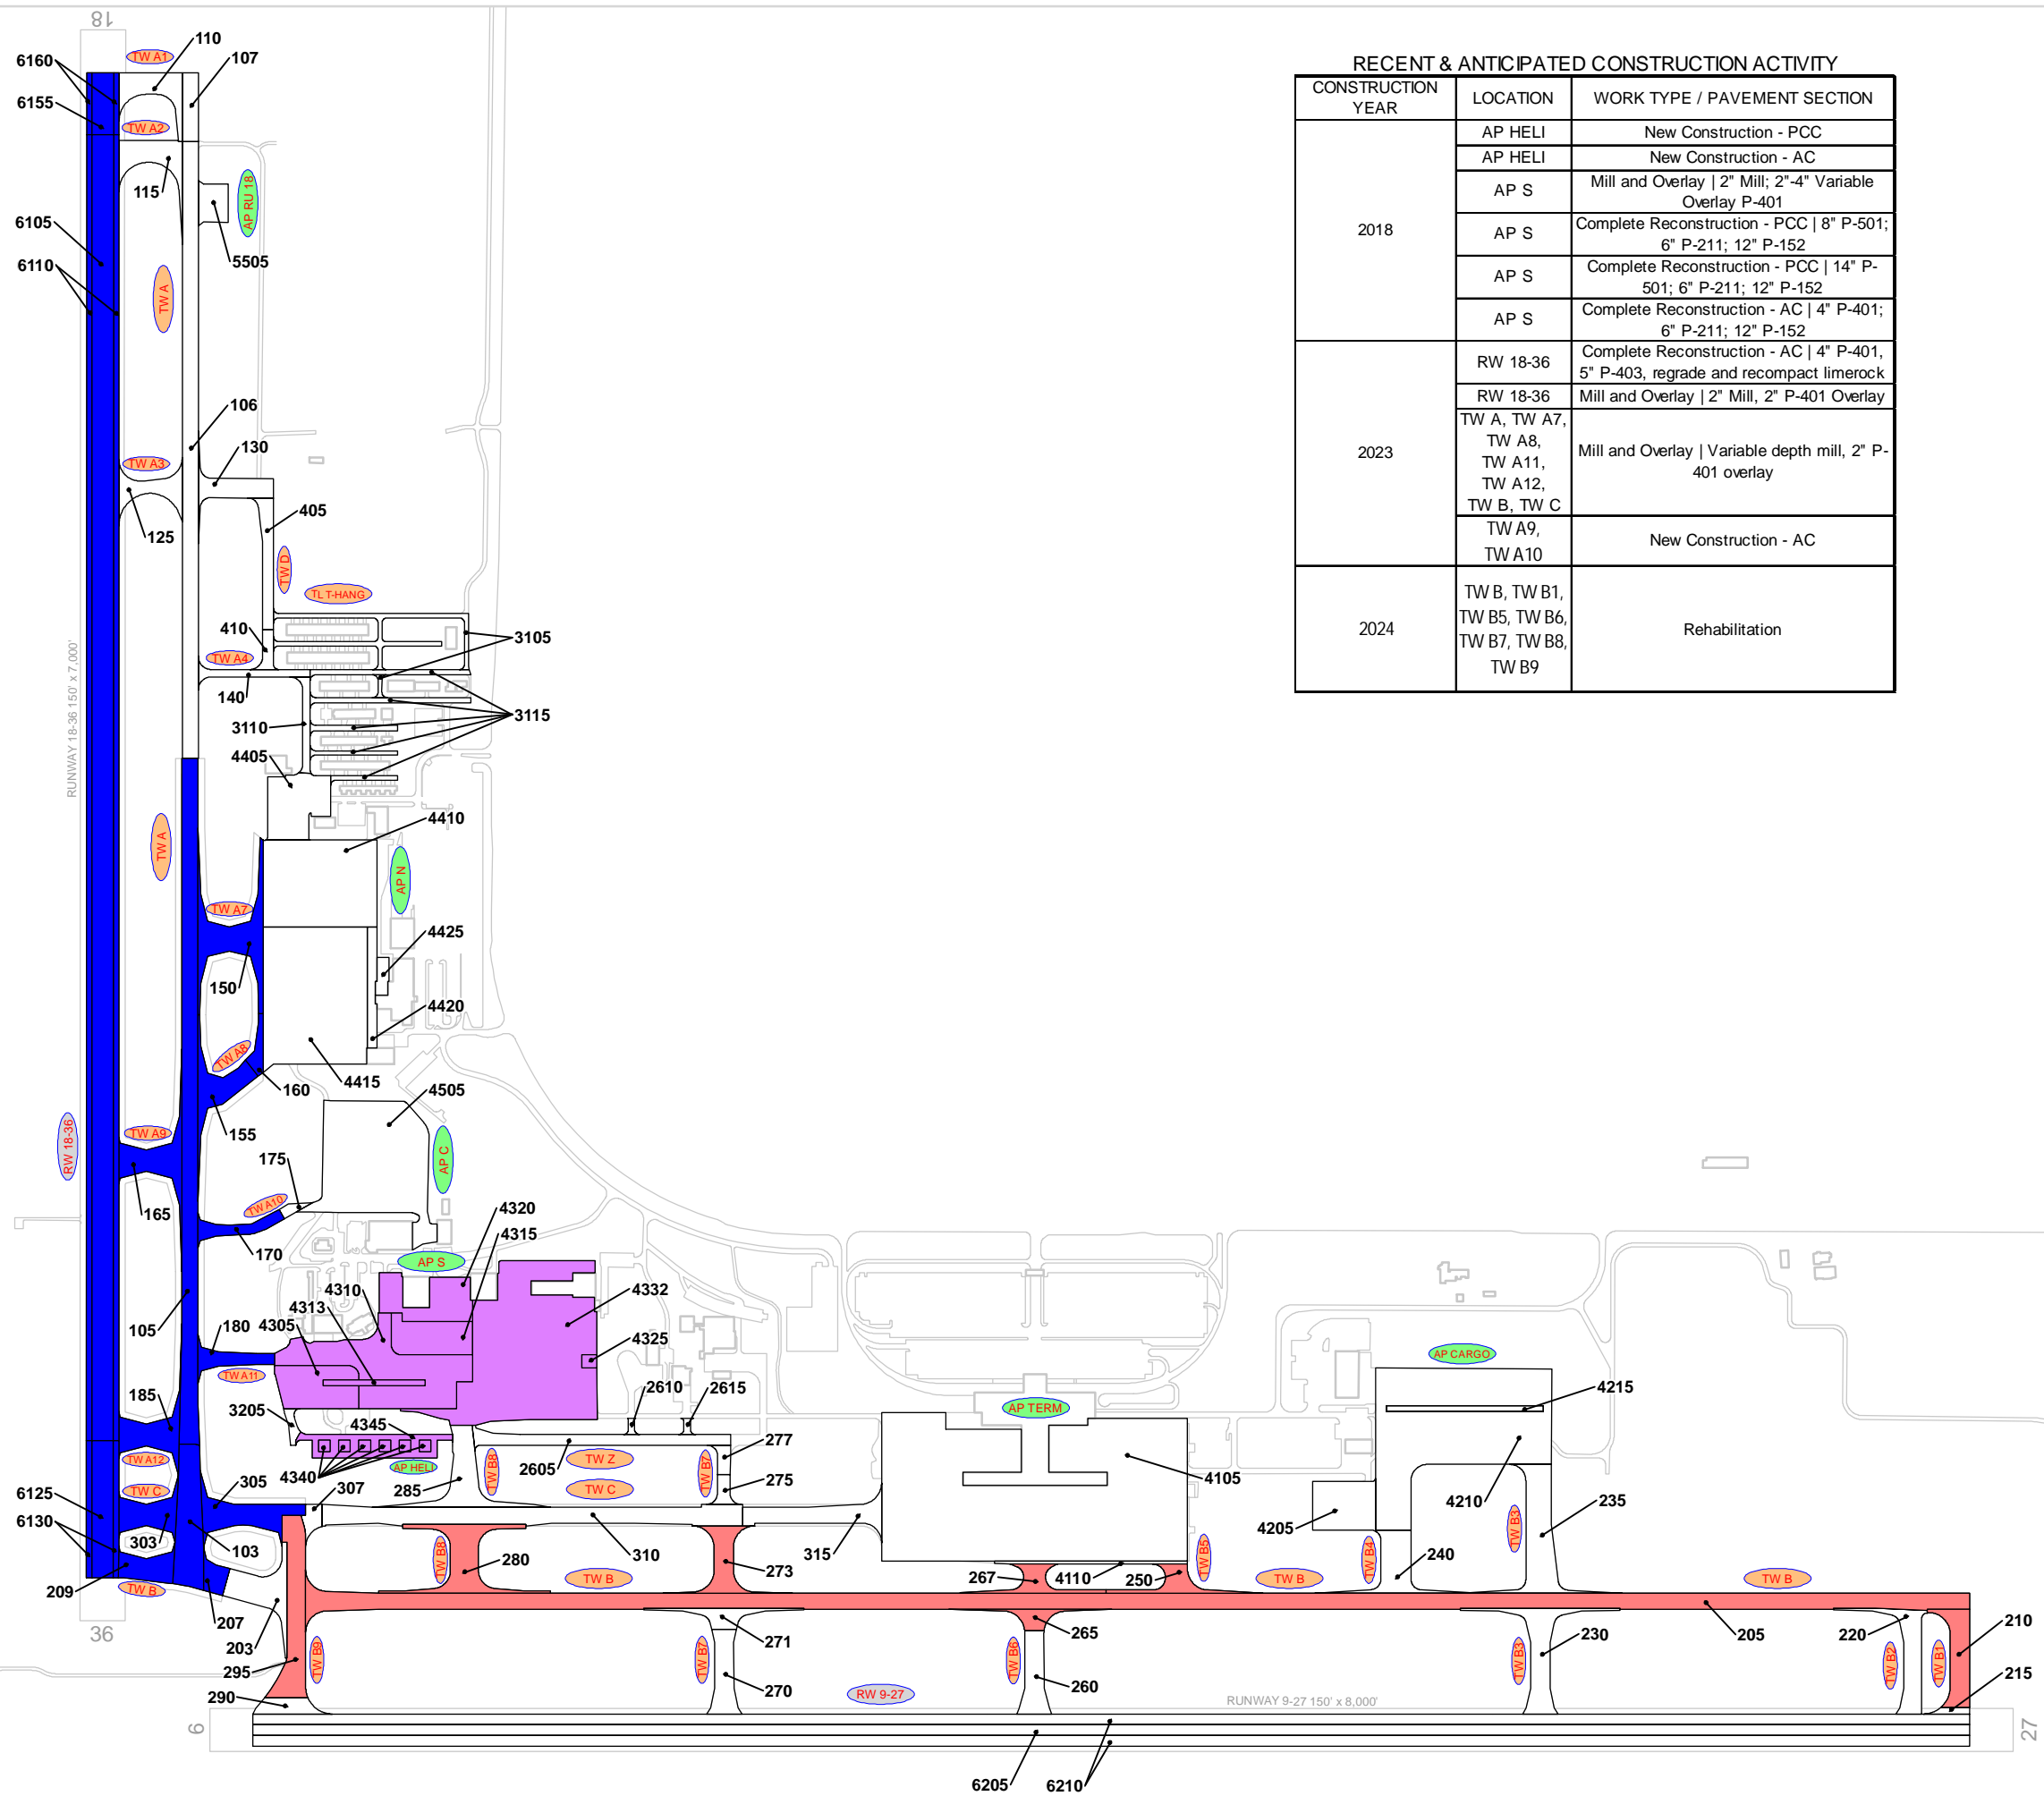 18
TW A1
110
107
6160
6155
TW A2
115
AP RU 18
6105
6110
5505
TW A
106
130
TW A3
405
125
TW D
TL T-HANG
410
3105
TW A4
140
3115
3110
4405
RUNWAY 18-36 150' x 7,000'
4410
TW A
AP N
TW A7
4425
150
4420
TW A8
4415
160
4505
155
TW A9
RW 18-36
AP C
175
165
TW A10
170
4320
4315
AP S
4310
4332
4313
4305
180
105
4325
TW A11
185
2610
2615
3205
4345
277
TW A12
4340
AP HELI
TW B8
2605
TW Z
TW B7
TW C
275
285
TW C
305
307
6125
6130
303
103
310
315
209
TW B
207
203
TW B8
280
TW B
273
267
4110
250
TW B5
AP TERM
4105
AP CARGO
4215
4210
4205
235
TW B3
TW B4
240
TW B
TW B
36
295
TW B9
290
271
TW B7
270
265
TW B6
260
RW 9-27
TW B3
230
205
220
210
TW B2
TW B1
215
RUNWAY 9-27 150' x 8,000'
9
27
6205
6210
RECENT & ANTICIPATED CONSTRUCTION ACTIVITY
CONSTRUCTION
YEAR
LOCATION
WORK TYPE / PAVEMENT SECTION
2018
AP HELI
New Construction - PCC
AP HELI
New Construction - AC
AP S
Mill and Overlay | 2" Mill; 2"-4" Variable
Overlay P-401
AP S
Complete Reconstruction - PCC | 8" P-501;
6" P-211; 12" P-152
AP S
Complete Reconstruction - PCC | 14" P-
501; 6" P-211; 12" P-152
AP S
Complete Reconstruction - AC | 4" P-401;
6" P-211; 12" P-152
2023
RW 18-36
Complete Reconstruction - AC | 4" P-401,
5" P-403, regrade and recompact limerock
RW 18-36
Mill and Overlay | 2" Mill, 2" P-401 Overlay
TW A, TW A7,
TW A8,
TW A11,
TW A12,
TW B, TW C
Mill and Overlay | Variable depth mill, 2" P-
401 overlay
TW A9,
TW A10
New Construction - AC
2024
TW B, TW B1,
TW B5, TW B6,
TW B7, TW B8,
TW B9
Rehabilitation